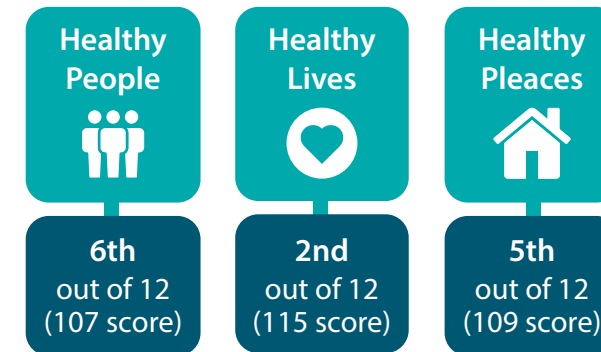 Healthy
People
6th
out of 12
(107 score)
Healthy
Lives
2nd
out of 12
(115 score)
Healthy
Pleaces
5th
out of 12
(109 score)